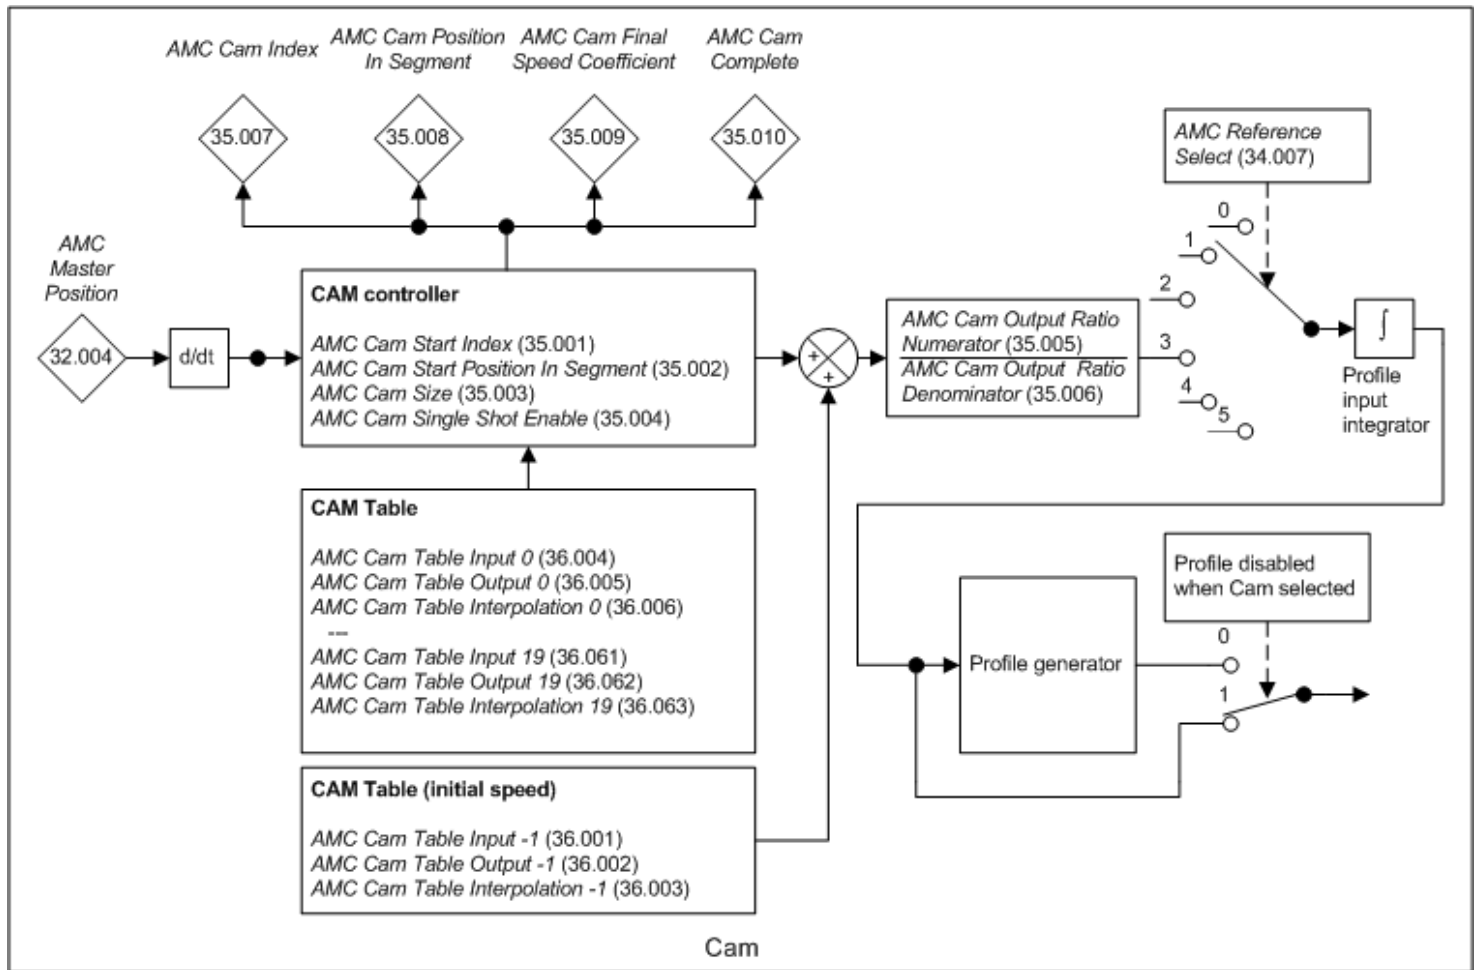 AMC Cam Index
AMC Cam Position
In Segment
AMC Cam Final
Speed Coefficient
AMC Cam
Complete
35.007
35.008
35.009
35.010
AMC Reference
Select (34.007)
AMC
Master
Position
32.004
d/dt
CAM controller
AMC Cam Start Index (35.001)
AMC Cam Start Position In Segment (35.002)
AMC Cam Size (35.003)
AMC Cam Single Shot Enable (35.004)
+
+
AMC Cam Output Ratio
Numerator (35.005)
AMC Cam Output Ratio
Denominator (35.006)
0
1
2
3
4
5
∫
Profile
input
integrator
CAM Table
AMC Cam Table Input 0 (36.004)
AMC Cam Table Output 0 (36.005)
AMC Cam Table Interpolation 0 (36.006)
---
AMC Cam Table Input 19 (36.061)
AMC Cam Table Output 19 (36.062)
AMC Cam Table Interpolation 19 (36.063)
Profile disabled
when Cam selected
Profile generator
0
1
CAM Table (initial speed)
AMC Cam Table Input -1 (36.001)
AMC Cam Table Output -1 (36.002)
AMC Cam Table Interpolation -1 (36.003)
Cam